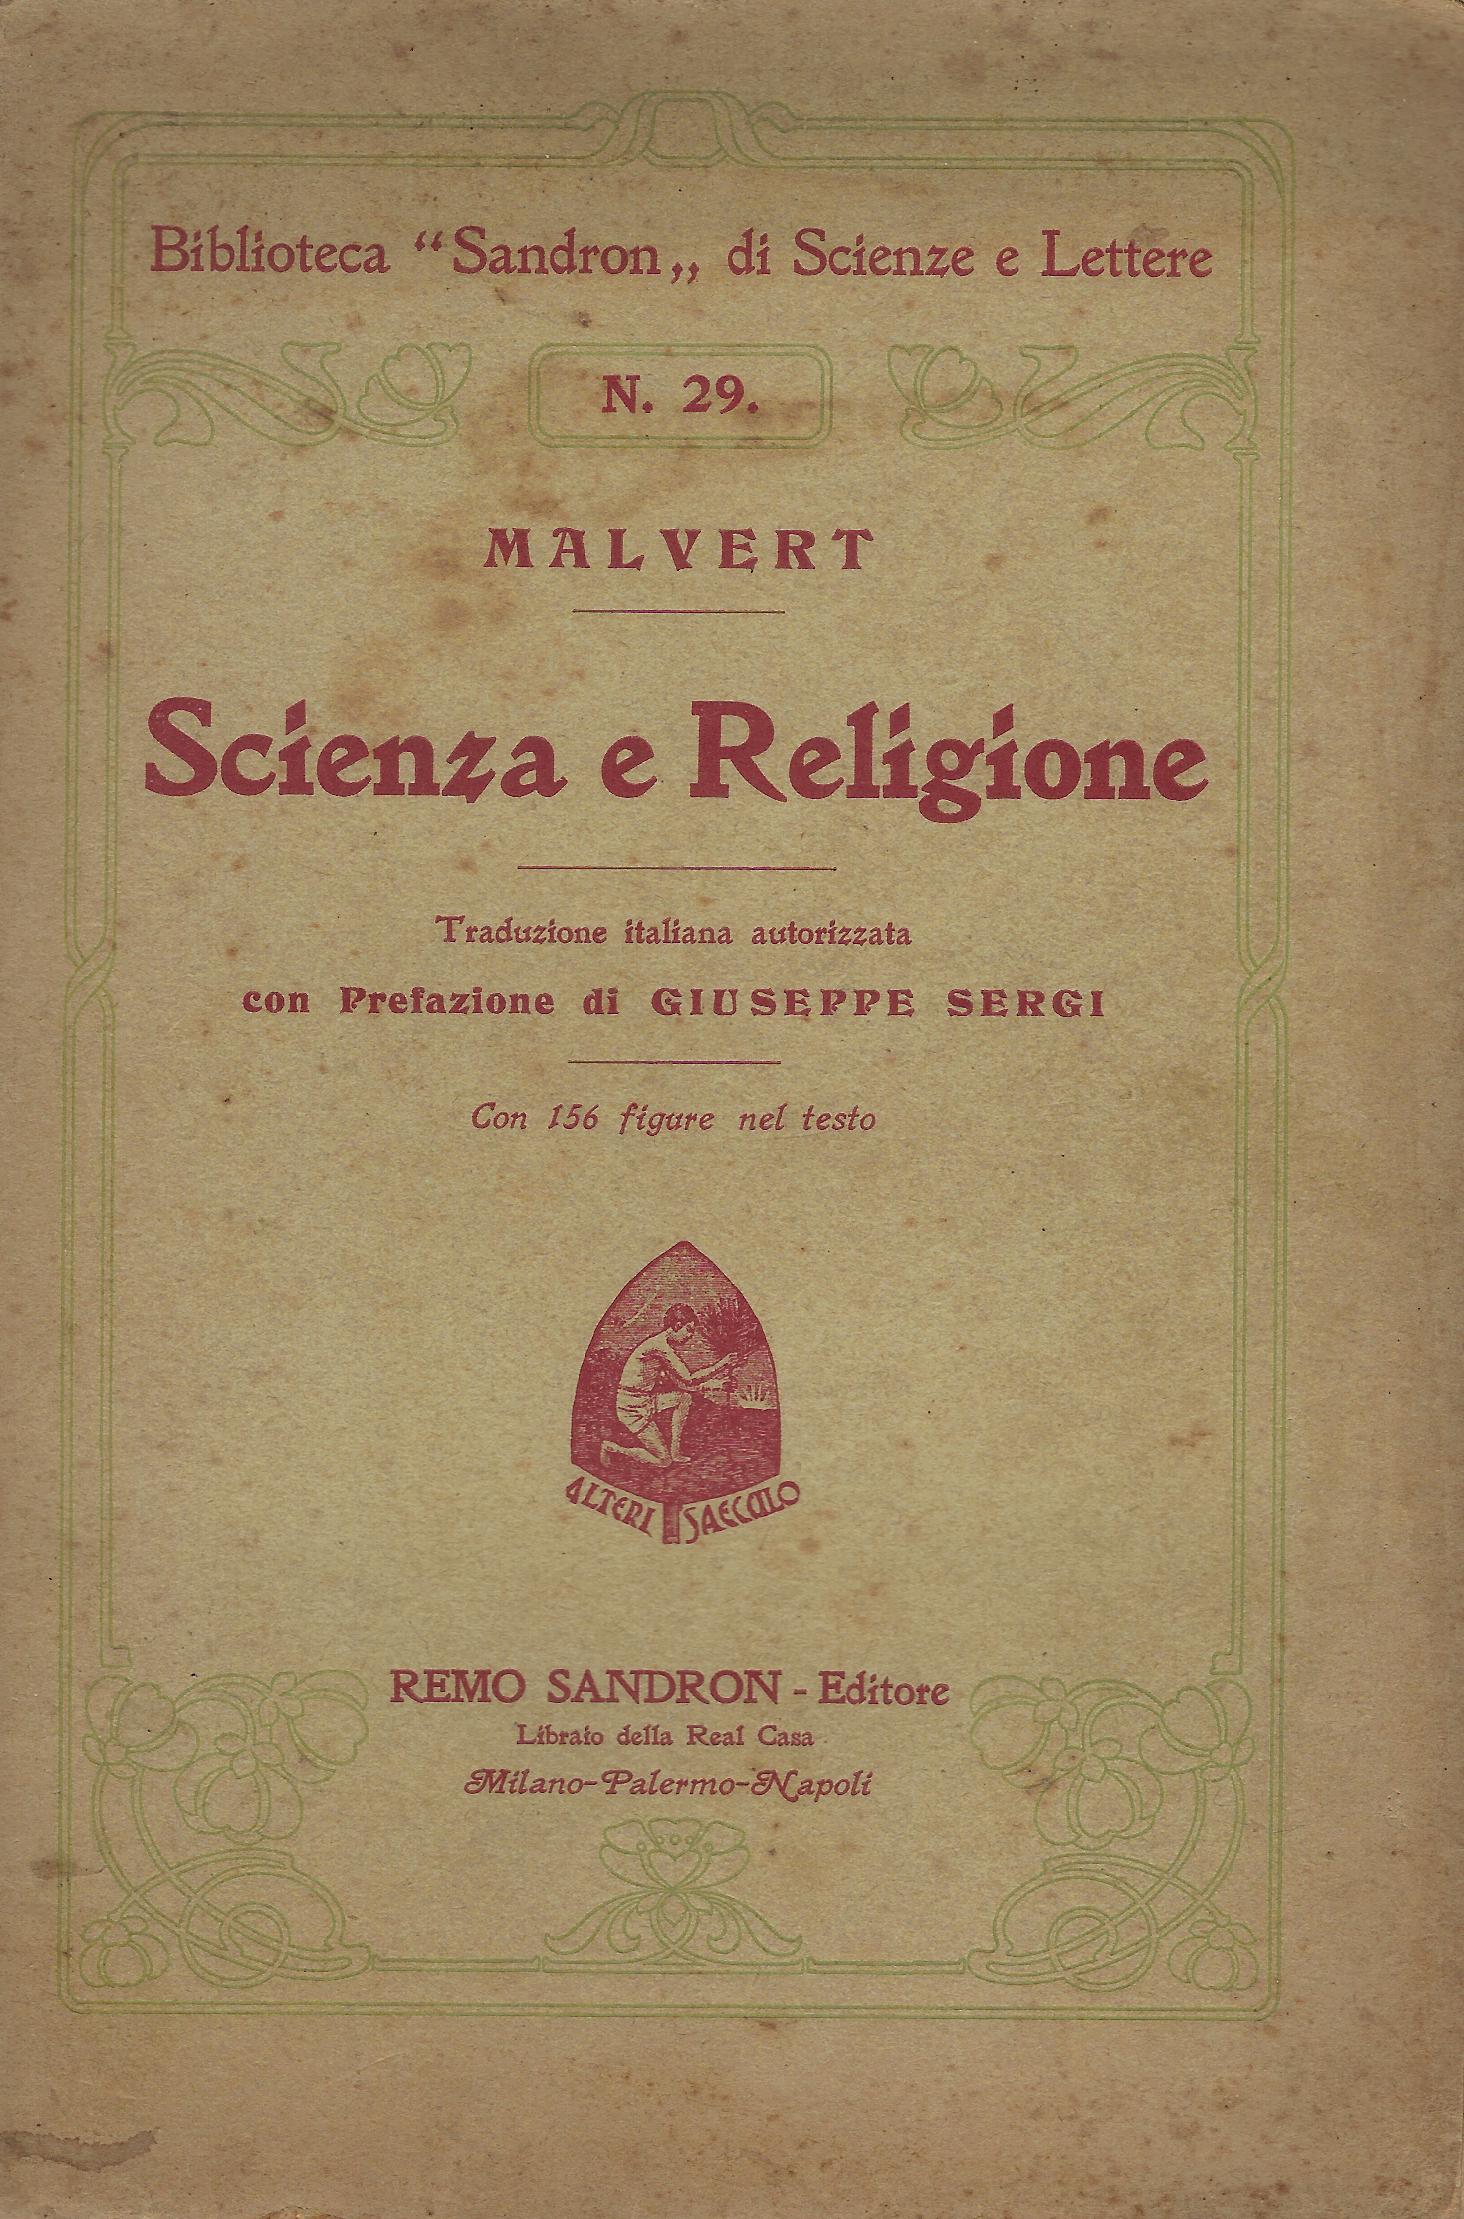 Biblioteca “Sandron„ di Scienze e Lettere
N. 29.
MALVERT
Scienza e Religione
Traduzione italiana autorizzata
con Prefazione di GIUSEPPE SERGI
Con 156 figure nel testo
ALTERI SAECULO
REMO SANDRON - Editore
Libraio della Real Casa
Milano-Palermo-Napoli